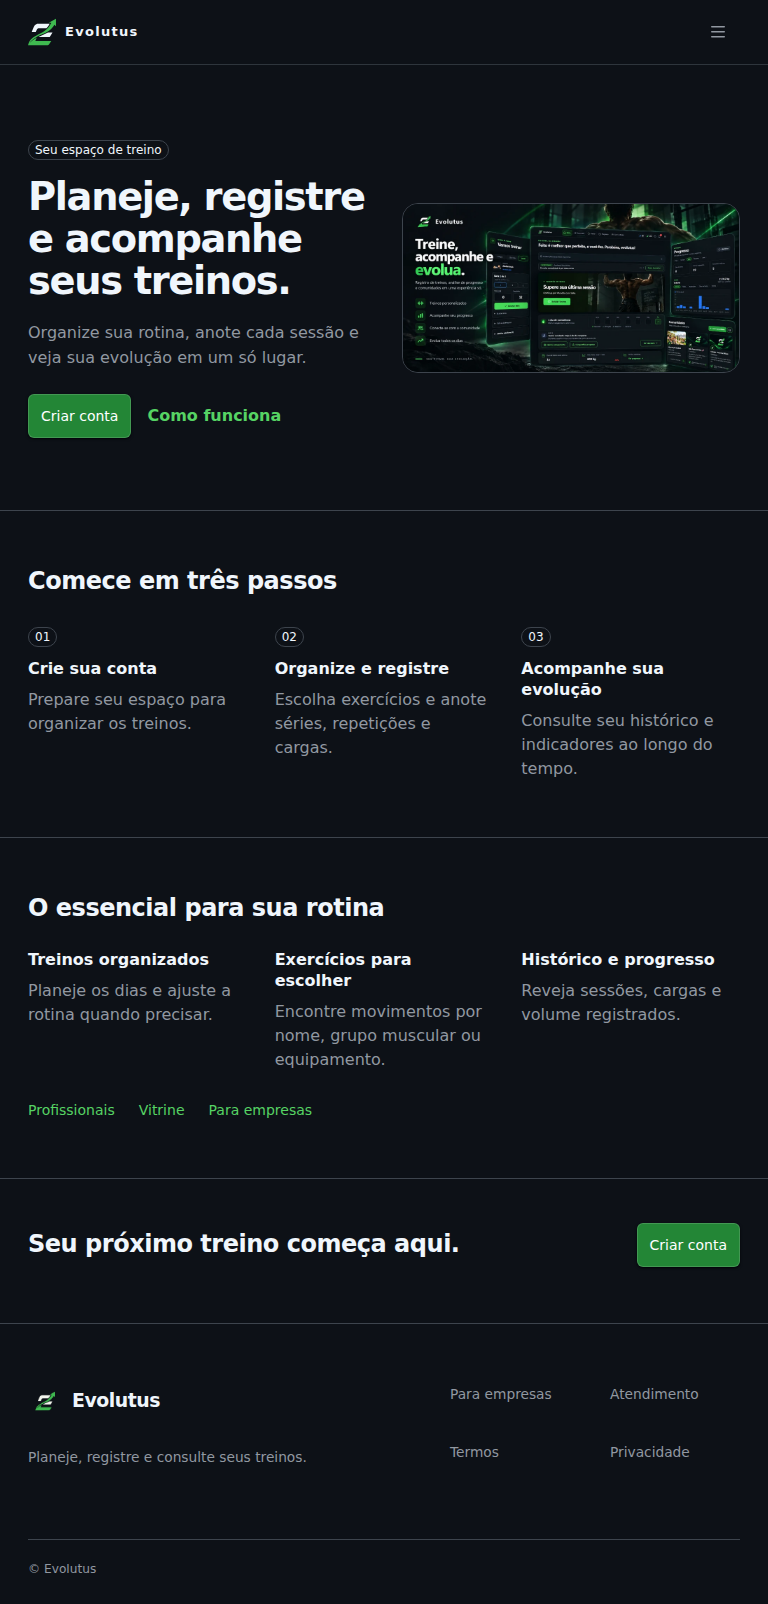 Evolutus
Seu espaço de treino
Planeje, registre
e acompanhe
seus treinos.
Organize sua rotina, anote cada sessão e
veja sua evolução em um só lugar.
Criar conta
Como funciona
Evolutus
Treine,
acompanhe e
evolua.
Comece em três passos
01
Crie sua conta
Prepare seu espaço para
organizar os treinos.
02
Organize e registre
Escolha exercícios e anote
séries, repetições e
cargas.
03
Acompanhe sua
evolução
Consulte seu histórico e
indicadores ao longo do
tempo.
O essencial para sua rotina
Treinos organizados
Planeje os dias e ajuste a
rotina quando precisar.
Exercícios para
escolher
Encontre movimentos por
nome, grupo muscular ou
equipamento.
Histórico e progresso
Reveja sessões, cargas e
volume registrados.
Profissionais
Vitrine
Para empresas
Seu próximo treino começa aqui.
Criar conta
Evolutus
Planeje, registre e consulte seus treinos.
Para empresas
Atendimento
Termos
Privacidade
© Evolutus